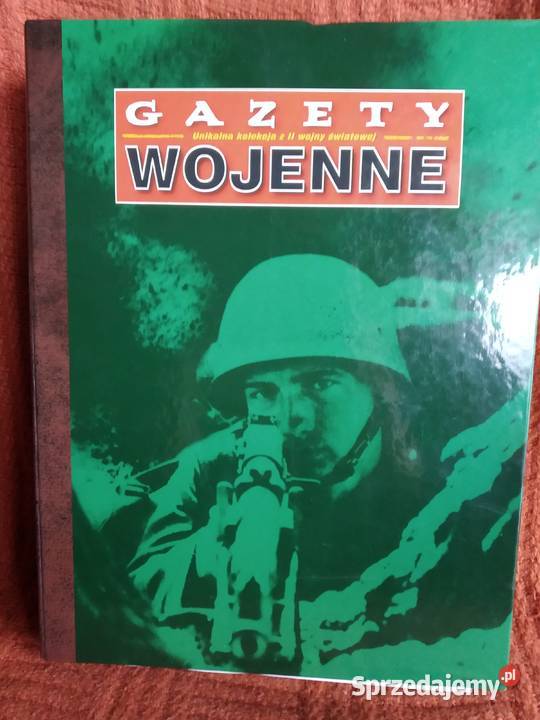 GAZETY
Unikalna kolekcja z II wojny światowej
WOJENNE
Sprzedajemy.pl